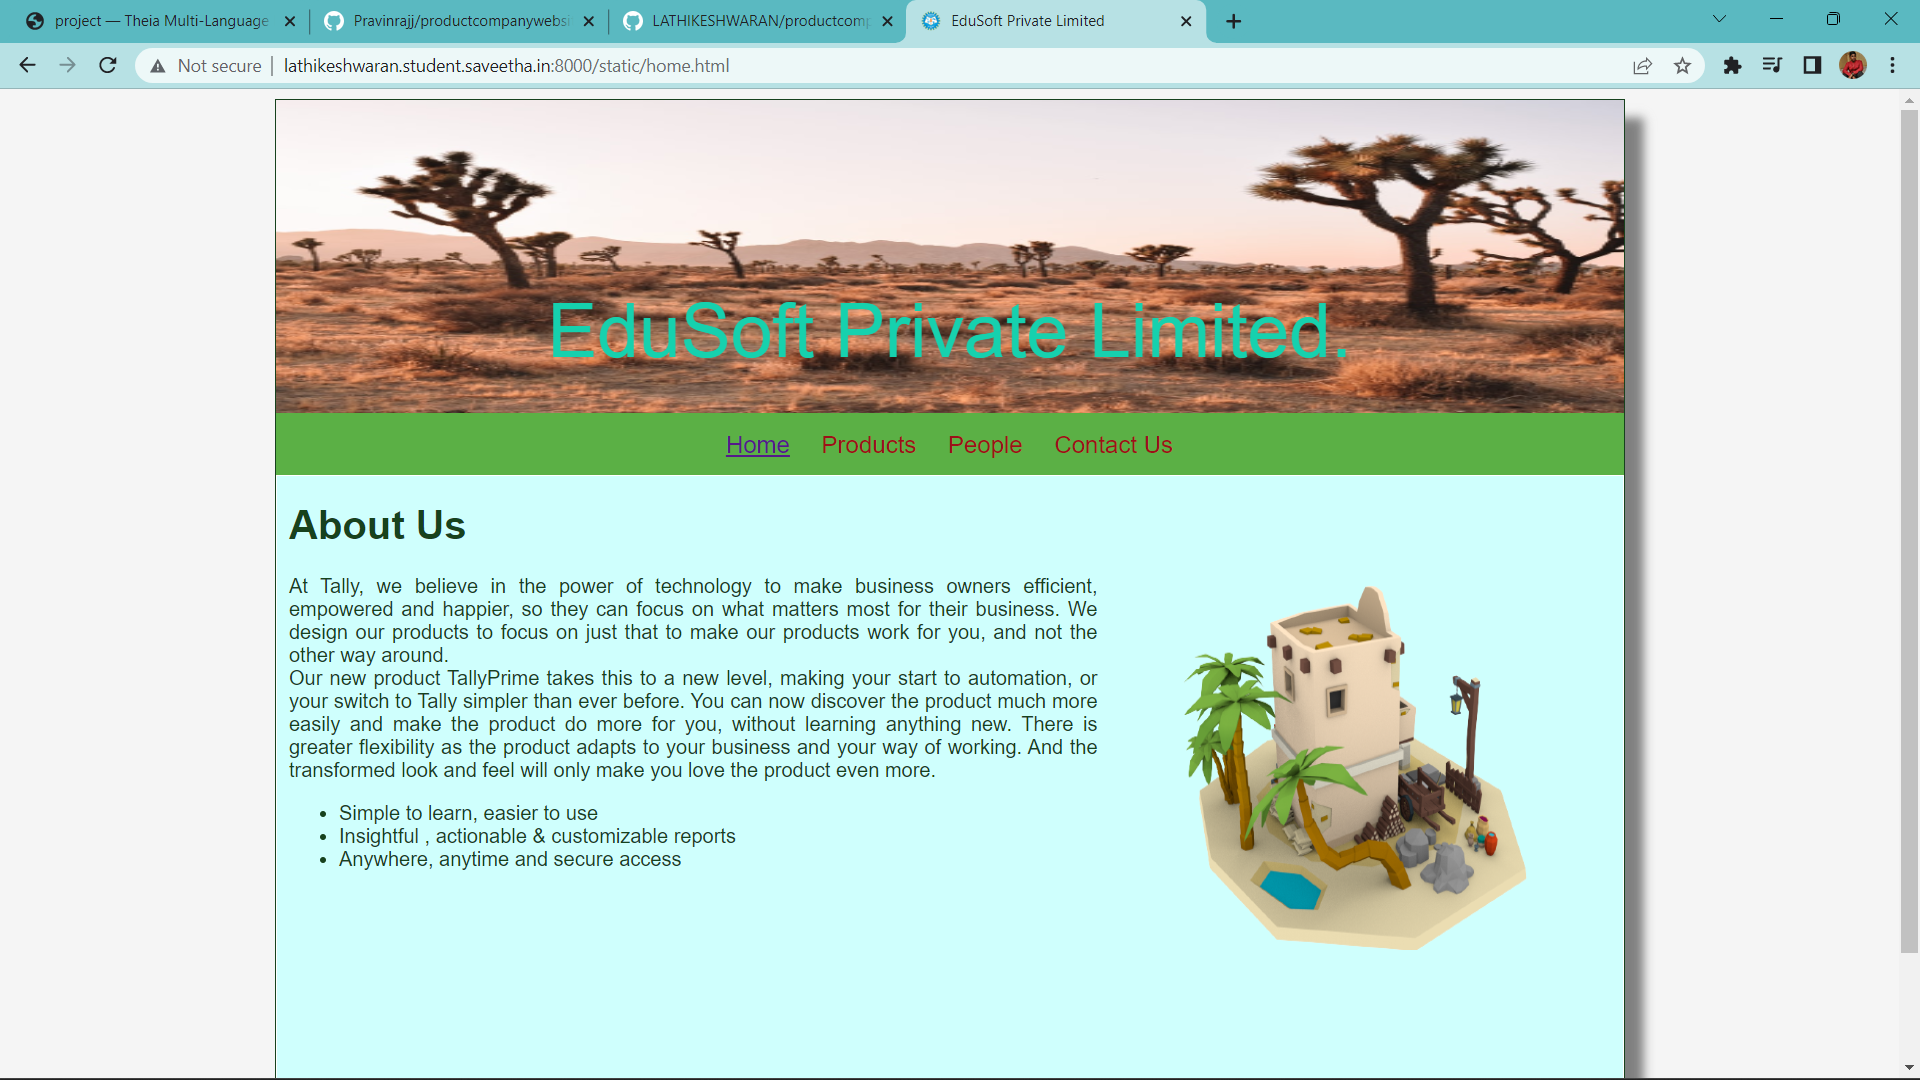 project — Theia Multi-Language
Pravinrajj/productcompanywebsi
LATHIKESHWARAN/productcomp
EduSoft Private Limited
Not secure
lathikeshwaran.student.saveetha.in:8000/static/home.html
EduSoft Private Limited.
Home Products People Contact Us
About Us
At Tally, we believe in the power of technology to make business owners efficient,
empowered and happier, so they can focus on what matters most for their business. We
design our products to focus on just that to make our products work for you, and not the
other way around.
Our new product TallyPrime takes this to a new level, making your start to automation, or
your switch to Tally simpler than ever before. You can now discover the product much more
easily and make the product do more for you, without learning anything new. There is
greater flexibility as the product adapts to your business and your way of working. And the
transformed look and feel will only make you love the product even more.
• Simple to learn, easier to use
• Insightful , actionable & customizable reports
• Anywhere, anytime and secure access